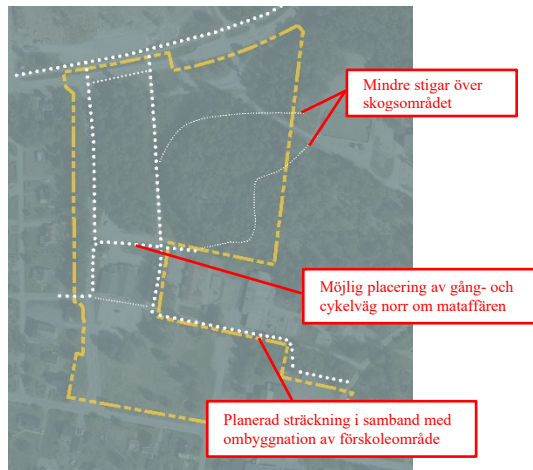 Mindre stigar över
skogsområdet
Möjlig placering av gång- och
cykelväg norr om mataffären
Planerad sträckning i samband med
ombyggnation av förskoleområde